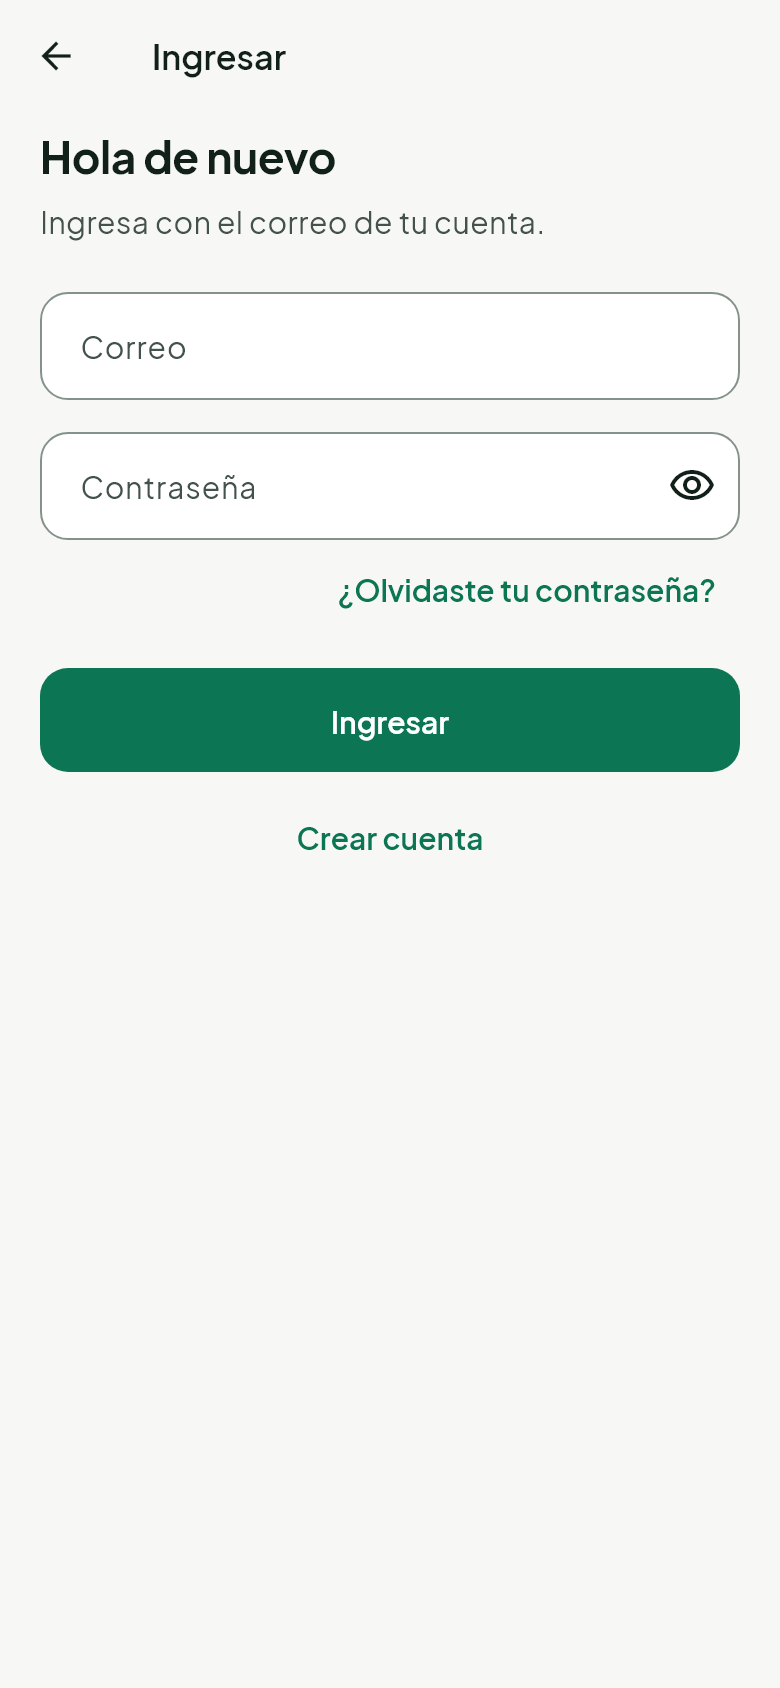 Ingresar
Hola de nuevo
Ingresa con el correo de tu cuenta.
Correo
Contraseña
¿Olvidaste tu contraseña?
Ingresar
Crear cuenta